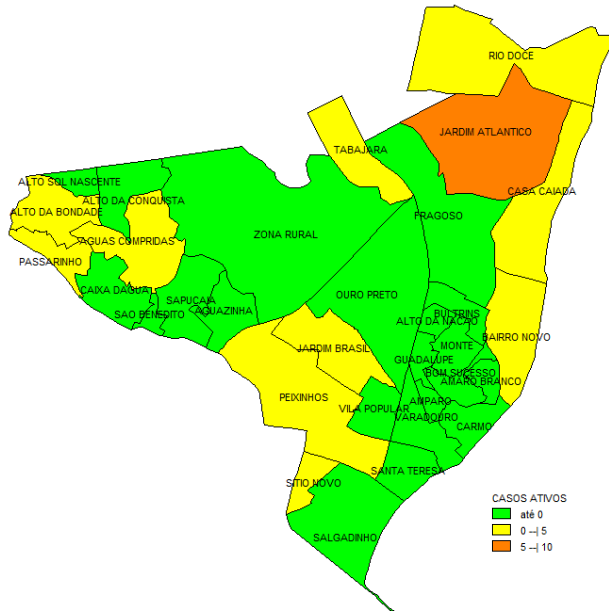 RIO DOCE
JARDIM ATLANTICO
TABAJARA
ALTO SOL NASCENTE
CASA CAIADA
ALTO DA CONQUISTA
ALTO DA BONDADE
FRAGOSO
ZONA RURAL
AGUAS COMPRIDAS
PASSARINHO
CAIXA DAGUA
OURO PRETO
SAPUCAIA
AGUAZINHA
SAO BENEDITO
BULTRINS
ALTO DA NACAO
BAIRRO NOVO
MONTE
JARDIM BRASIL
GUADALUPE
BOM SUCESSO
AMARO BRANCO
PEIXINHOS
AMPARO
VILA POPULAR
VARADOURO
CARMO
SANTA TERESA
SITIO NOVO
SALGADINHO
CASOS ATIVOS
até 0
0 --| 5
5 --| 10